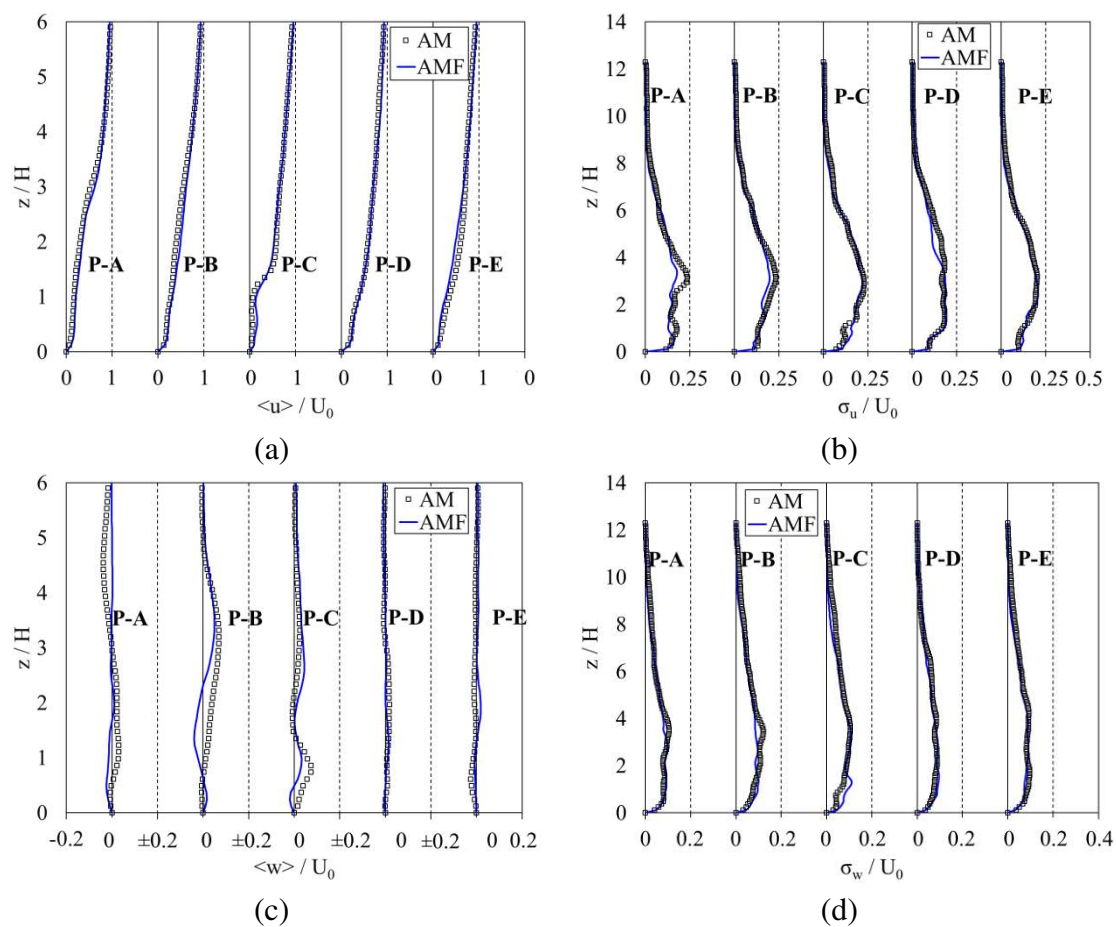 6
5
4
3
2
1
0
z / H
AM
AMF
P-A P-B P-C P-D P-E
0 1 0 1 0 1 0 1 0 1 0
<u> / U0
(a)
14
12
10
8
6
4
2
0
z / H
AM
AMF
P-A P-B P-C P-D P-E
0 0.25 0 0.25 0 0.25 0 0.25 0 0.25 0.5
σu / U0
(b)
6
5
4
3
2
1
0
z / H
AM
AMF
P-A P-B P-C P-D P-E
-0.2 0 ±0.2 0 ±0.2 0 ±0.2 0 ±0.2 0 0.2
<w> / U0
(c)
14
12
10
8
6
4
2
0
z / H
AM
AMF
P-A P-B P-C P-D P-E
0 0.2 0 0.2 0 0.2 0 0.2 0 0.2 0.4
σw / U0
(d)